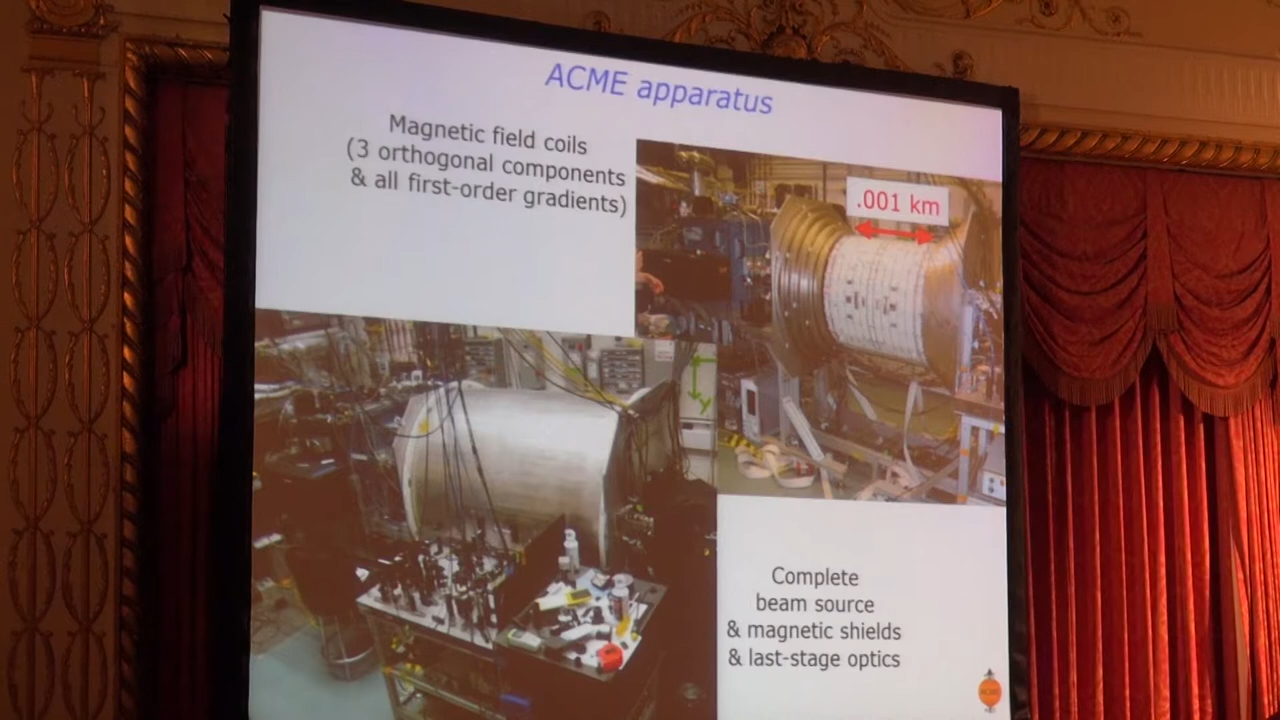 ACME apparatus
Magnetic field coils
(3 orthogonal components
& all first-order gradients)
.001 km
Complete
beam source
& magnetic shields
& last-stage optics